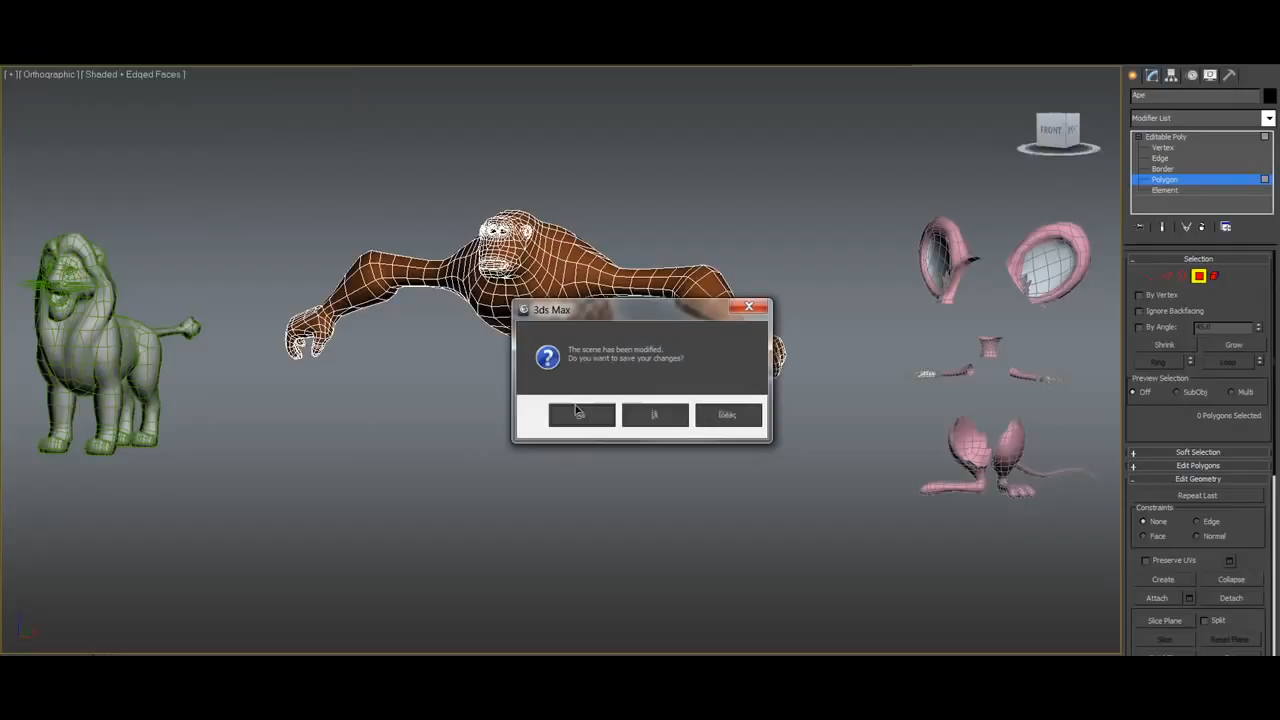 [ + ][ Orthographic ][ Shaded + Edged Faces ]
FRONT
Ape
Modifier List
Editable Poly
Vertex
Edge
Border
Polygon
Element
3ds Max
The scene has been modified.
Do you want to save your changes?
Selection
By Vertex
Ignore Backfacing
By Angle: 45.0
Shrink Grow
Ring Loop
Preview Selection
Off SubObj Multi
0 Polygons Selected
Soft Selection
Edit Polygons
Edit Geometry
Repeat Last
Constraints
None Edge
Face Normal
Preserve UVs
Create Collapse
Attach Detach
Slice Plane Split
Slice Reset Plane